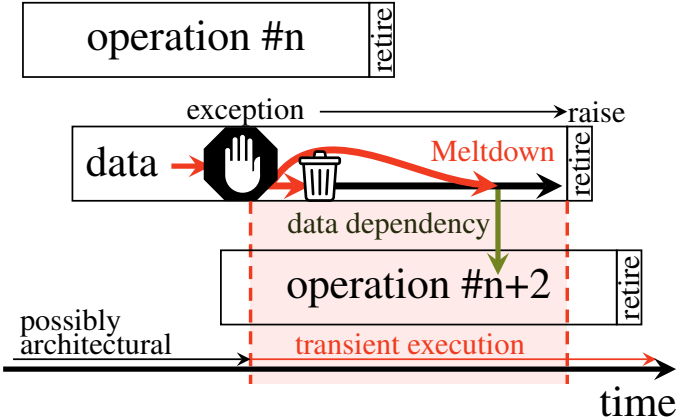 operation #n
retire
exception
raise
data
Meltdown
retire
data dependency
operation #n+2
retire
possibly
architectural
transient execution
time